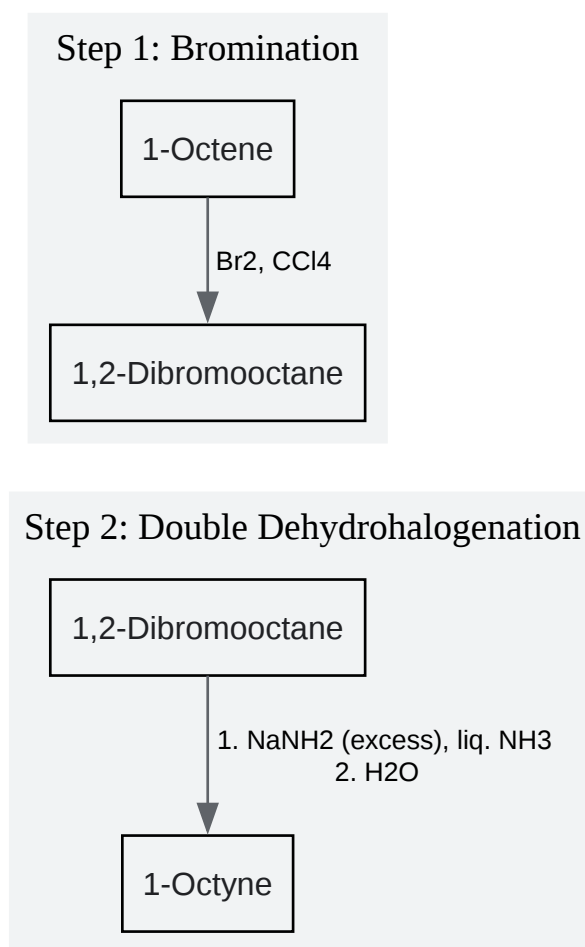 Step 1: Bromination
1-Octene
Br2, CCl4
1,2-Dibromooctane
Step 2: Double Dehydrohalogenation
1,2-Dibromooctane
1. NaNH2 (excess), liq. NH3
2. H2O
1-Octyne